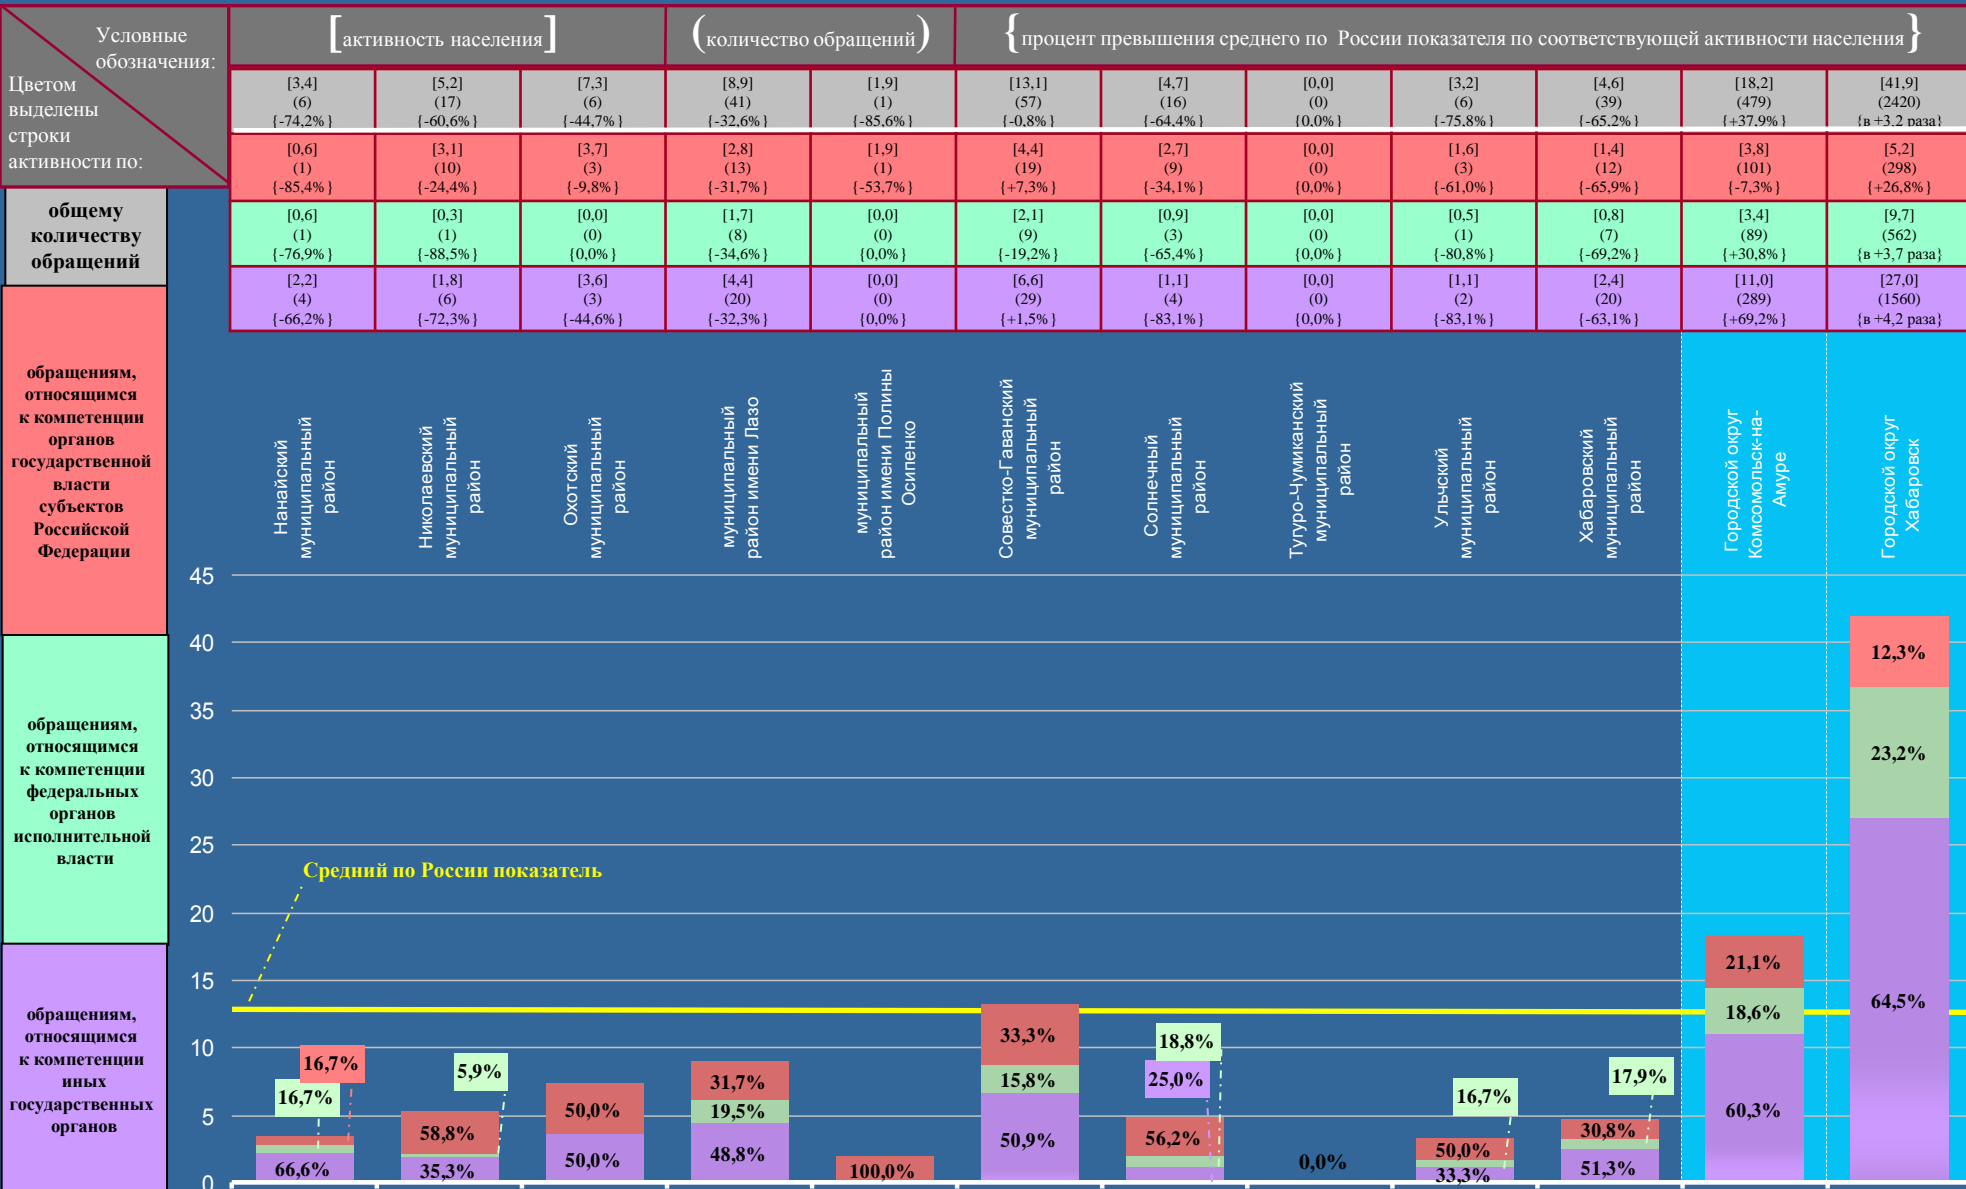 Условные
обозначения:
Цветом
выделены
строки
активности по:
[активность населения]
(количество обращений)
{процент превышения среднего по России показателя по соответствующей активности населения}
[3,4]
(6)
{-74,2%}
[5,2]
(17)
{-60,6%}
[7,3]
(6)
{-44,7%}
[8,9]
(41)
{-32,6%}
[1,9]
(1)
{-85,6%}
[13,1]
(57)
{-0,8%}
[4,7]
(16)
{-64,4%}
[0,0]
(0)
{0,0%}
[3,2]
(6)
{-75,8%}
[4,6]
(39)
{-65,2%}
[18,2]
(479)
{+37,9%}
[41,9]
(2420)
{в +3,2 раза}
[0,6]
(1)
{-85,4%}
[3,1]
(10)
{-24,4%}
[3,7]
(3)
{-9,8%}
[2,8]
(13)
{-31,7%}
[1,9]
(1)
{-53,7%}
[4,4]
(19)
{+7,3%}
[2,7]
(9)
{-34,1%}
[0,0]
(0)
{0,0%}
[1,6]
(3)
{-61,0%}
[1,4]
(12)
{-65,9%}
[3,8]
(101)
{-7,3%}
[5,2]
(298)
{+26,8%}
[0,6]
(1)
{-76,9%}
[0,3]
(1)
{-88,5%}
[0,0]
(0)
{0,0%}
[1,7]
(8)
{-34,6%}
[0,0]
(0)
{0,0%}
[2,1]
(9)
{-19,2%}
[0,9]
(3)
{-65,4%}
[0,0]
(0)
{0,0%}
[0,5]
(1)
{-80,8%}
[0,8]
(7)
{-69,2%}
[3,4]
(89)
{+30,8%}
[9,7]
(562)
{в +3,7 раза}
[2,2]
(4)
{-66,2%}
[1,8]
(6)
{-72,3%}
[3,6]
(3)
{-44,6%}
[4,4]
(20)
{-32,3%}
[0,0]
(0)
{0,0%}
[6,6]
(29)
{+1,5%}
[1,1]
(4)
{-83,1%}
[0,0]
(0)
{0,0%}
[1,1]
(2)
{-83,1%}
[2,4]
(20)
{-63,1%}
[11,0]
(289)
{+69,2%}
[27,0]
(1560)
{в +4,2 раза}
общему
количеству
обращений
обращениям,
относящимся
к компетенции
органов
государственной
власти
субъектов
Российской
Федерации
обращениям,
относящимся
к компетенции
федеральных
органов
исполнительной
власти
обращениям,
относящимся
к компетенции
иных
государственных
органов
Нанайский
муниципальный
район
Николаевский
муниципальный
район
Охотский
муниципальный
район
муниципальный
район имени Лазо
муниципальный
район имени Полины
Осипенко
Советско-Гаванский
муниципальный
район
Солнечный
муниципальный
район
Тугуро-Чумиканский
муниципальный
район
Ульчский
муниципальный
район
Хабаровский
муниципальный
район
Городской округ
Комсомольск-на-
Амуре
Городской округ
Хабаровск
45
40
35
30
25
20
15
10
5
0
Средний по России показатель
16,7%
16,7%
66,6%
5,9%
58,8%
35,3%
50,0%
50,0%
31,7%
19,5%
48,8%
100,0%
33,3%
15,8%
50,9%
18,8%
25,0%
56,2%
0,0%
16,7%
50,0%
33,3%
17,9%
30,8%
51,3%
21,1%
18,6%
60,3%
12,3%
23,2%
64,5%